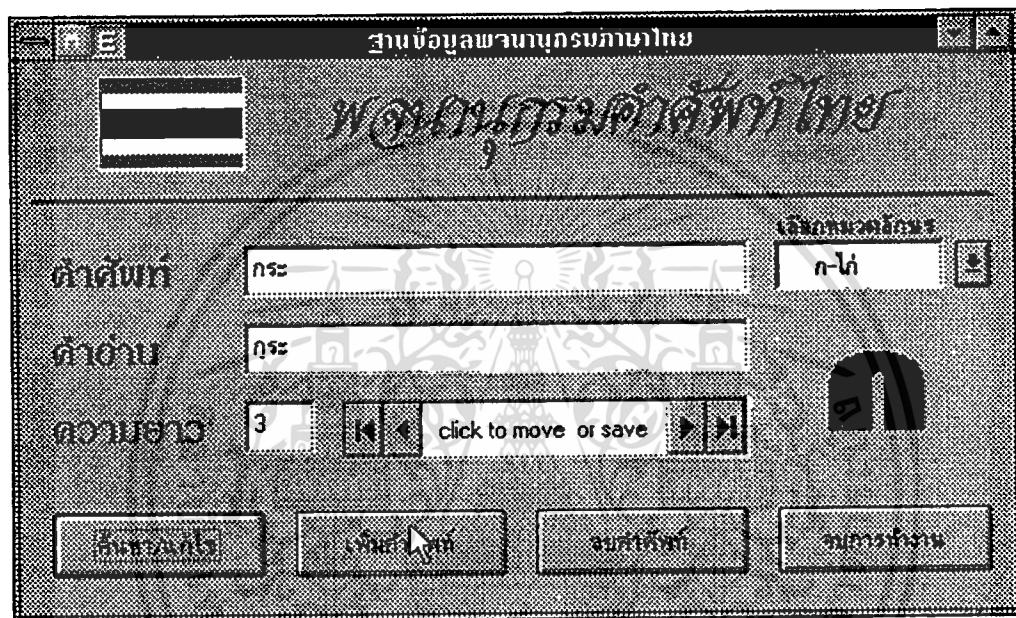 ฐานข้อมูลพจนานุกรมภาษาไทย
พจนานุกรมคำศัพท์ไทย
เลือกหมวดอักษร
คำศัพท์ กระ ก-ไก่
คำอ่าน กฺระ
ความยาว 3 click to move or save
ค้นหา/แก้ไข เพิ่มคำศัพท์ ลบคำศัพท์ จบการทำงาน